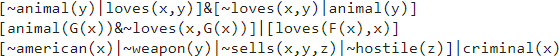 [~animal(y)|loves(x,y)]&[~loves(x,y)|animal(y)]
[animal(G(x))&~loves(x,G(x))]|[loves(F(x),x)]
[~american(x)|~weapon(y)|~sells(x,y,z)|~hostile(z)]|criminal(x)